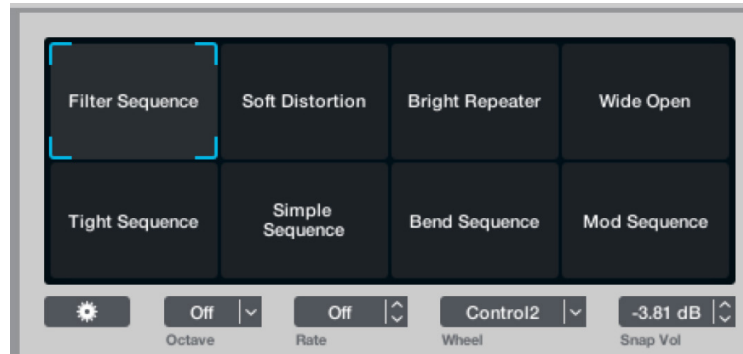 Filter Sequence
Soft Distortion
Bright Repeater
Wide Open
Tight Sequence
Simple
Sequence
Bend Sequence
Mod Sequence
Off
Off
Control2
-3.81 dB
Octave
Rate
Wheel
Snap Vol